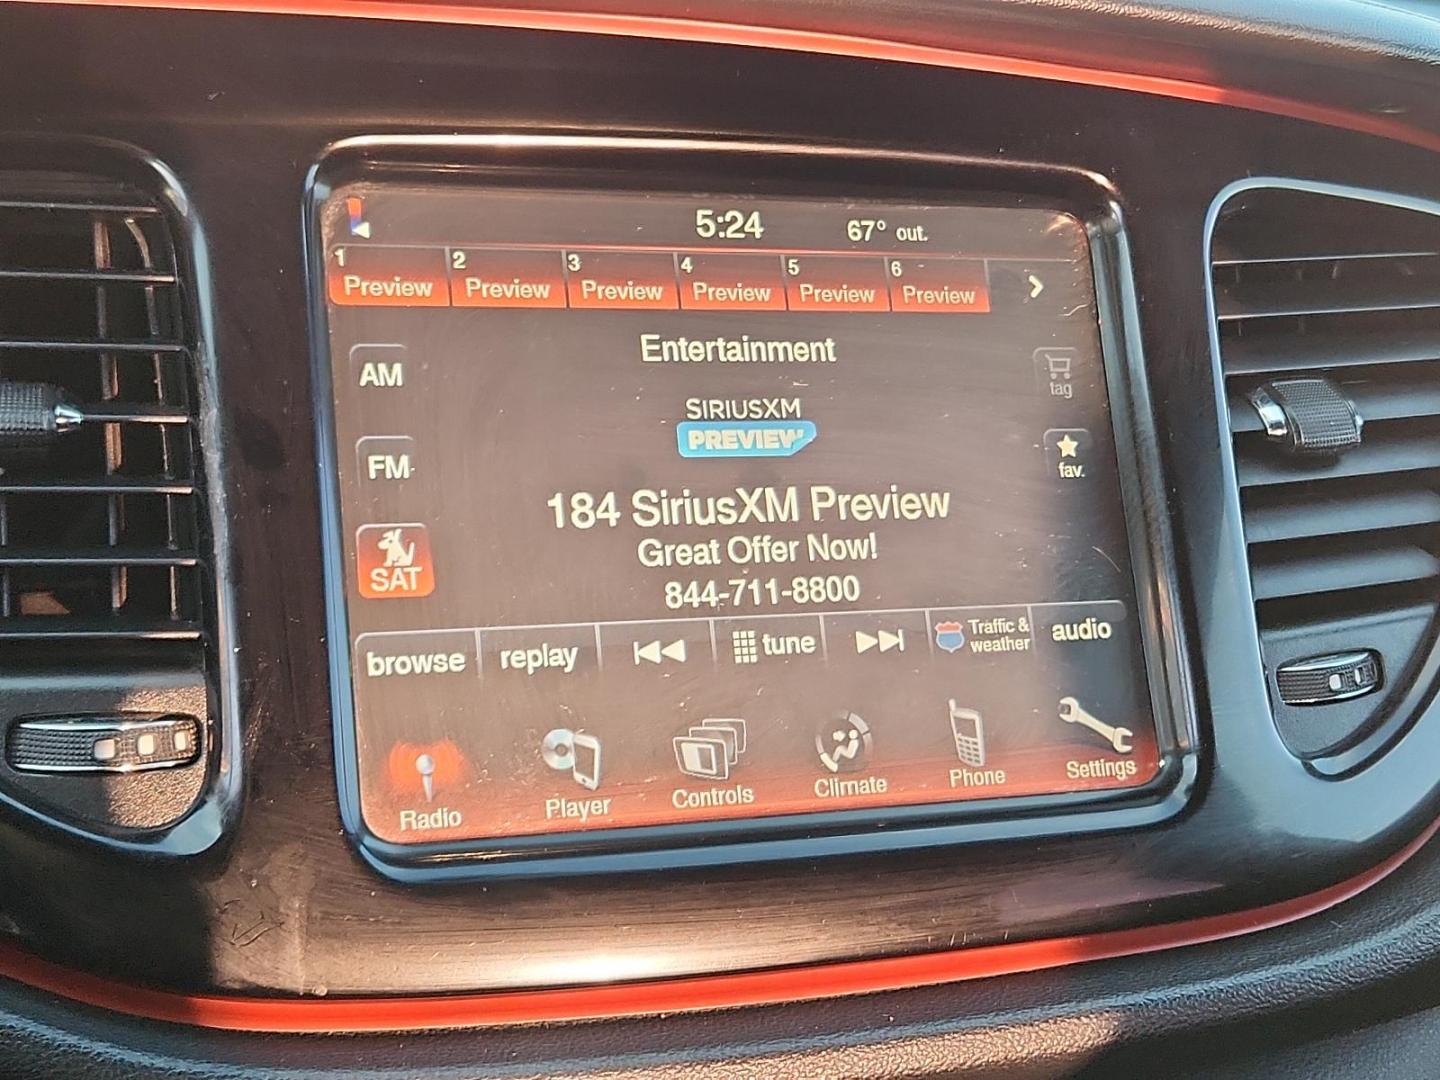 5:24 67° out.
1 2 3 4 5 6
Preview Preview Preview Preview Preview Preview
Entertainment
AM
tag
SIRIUSXM
PREVIEW
FM
fav.
184 SiriusXM Preview
Great Offer Now!
SAT
844-711-8800
browse replay tune Traffic & weather audio
Radio Player Controls Climate Phone Settings